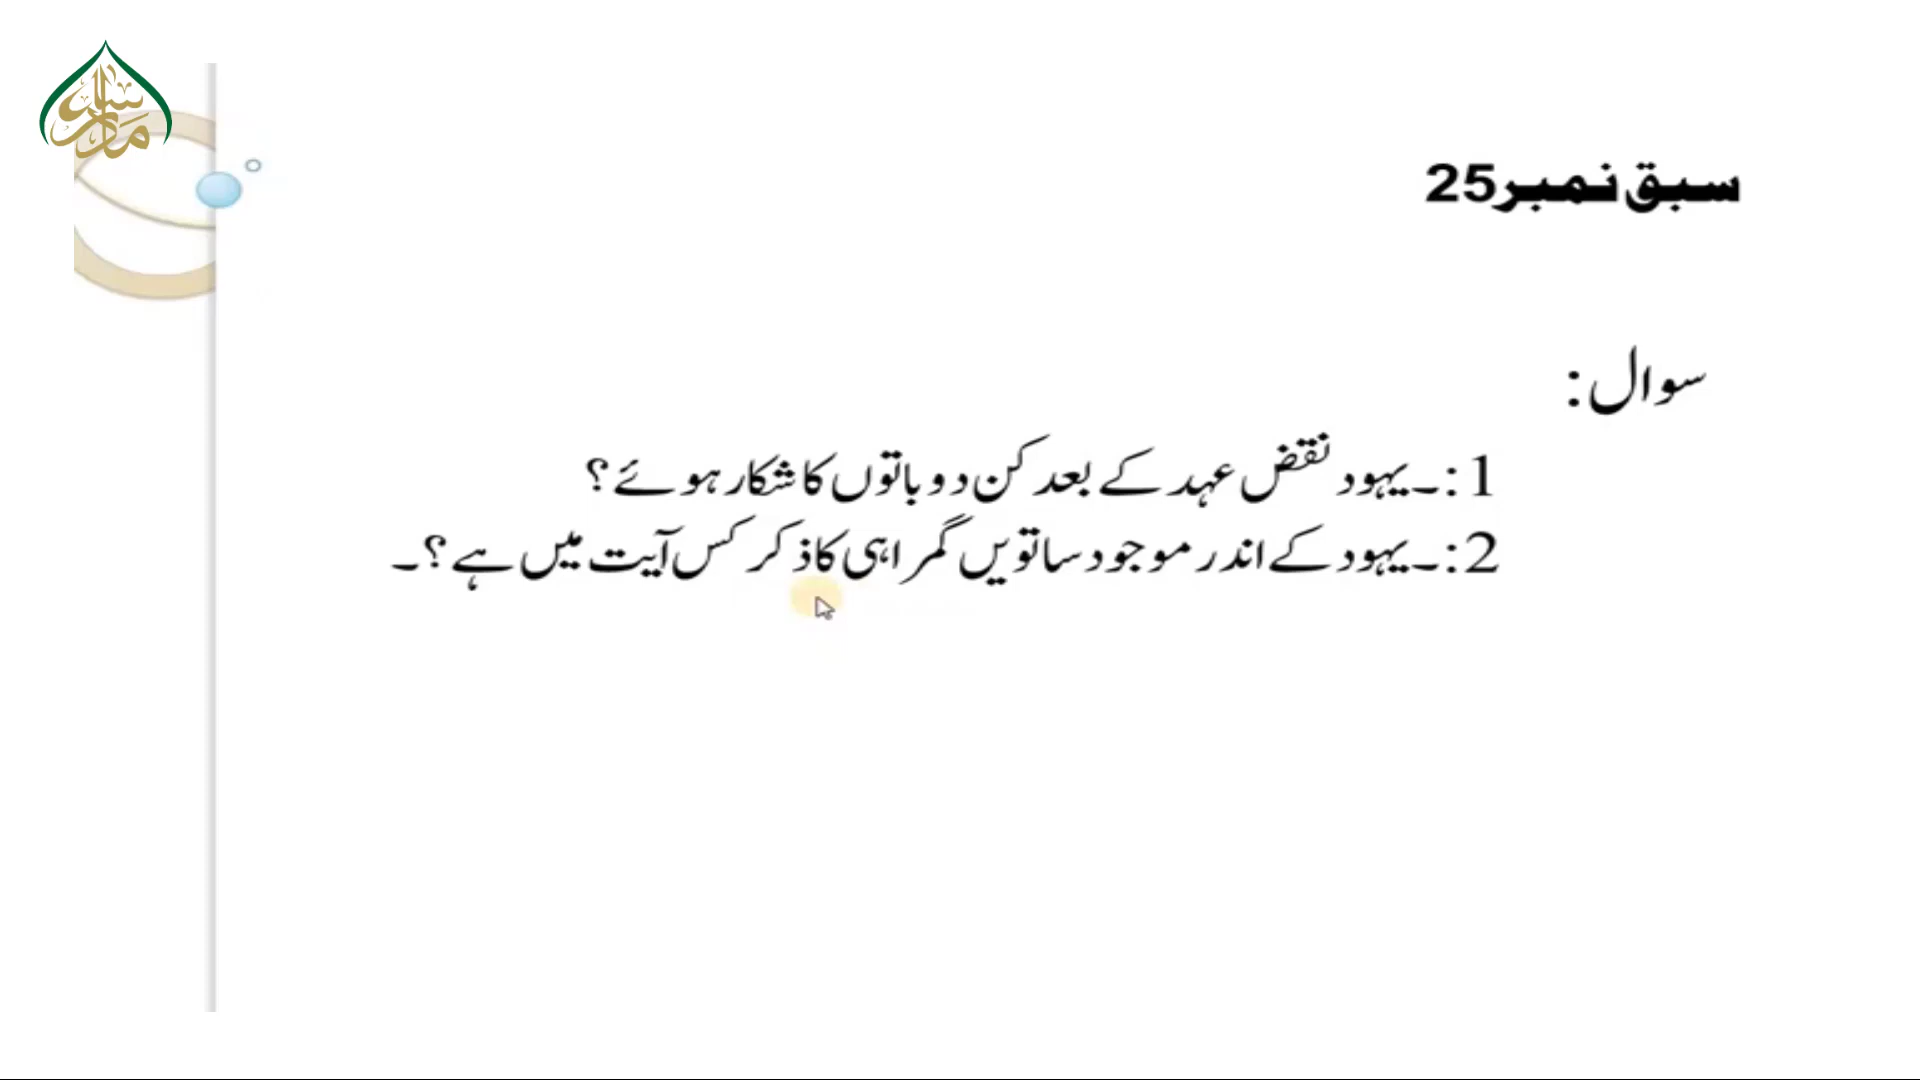 مدارس
سبق نمبر25
سوال:
1:۔یہود نقض عہد کے بعد کن دو باتوں کا شکار ہوئے؟
2:۔یہود کے اندر موجود ساتویں گمراہی کا ذکر کس آیت میں ہے؟۔